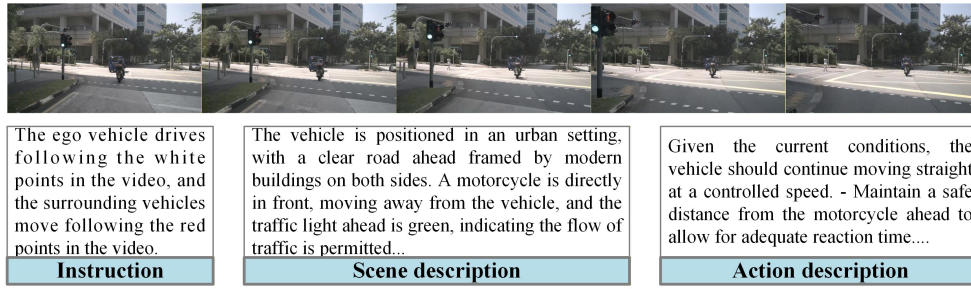 The ego vehicle drives
following the white
points in the video, and
the surrounding vehicles
move following the red
points in the video.
Instruction
The vehicle is positioned in an urban setting,
with a clear road ahead framed by modern
buildings on both sides. A motorcycle is directly
in front, moving away from the vehicle, and the
traffic light ahead is green, indicating the flow of
traffic is permitted...
Scene description
Given the current conditions, the
vehicle should continue moving straight
at a controlled speed. - Maintain a safe
distance from the motorcycle ahead to
allow for adequate reaction time....
Action description